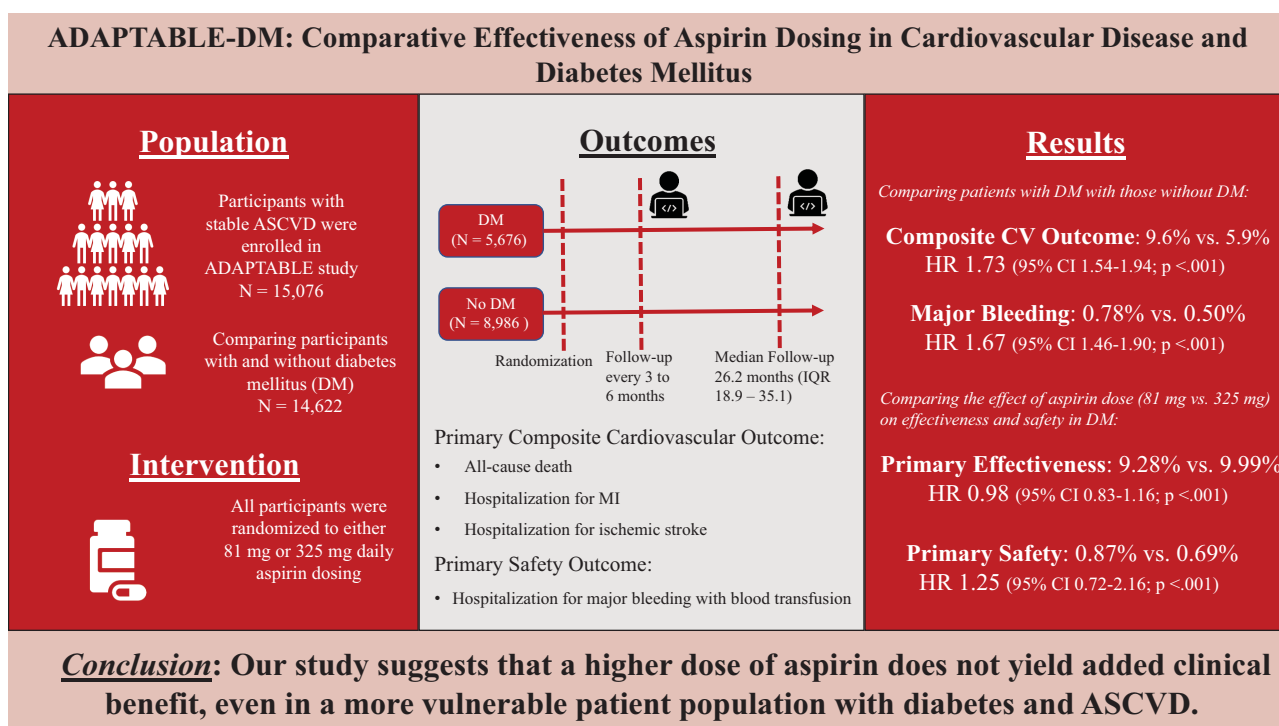 ADAPTABLE-DM: Comparative Effectiveness of Aspirin Dosing in Cardiovascular Disease and
Diabetes Mellitus
Population
Participants with
stable ASCVD were
enrolled in
ADAPTABLE study
N = 15,076
Comparing participants
with and without diabetes
mellitus (DM)
N = 14,622
Intervention
All participants were
randomized to either
81 mg or 325 mg daily
aspirin dosing
Outcomes
</>
</>
DM
(N = 5,676)
No DM
(N = 8,986 )
Randomization
Follow-up
every 3 to
6 months
Median Follow-up
26.2 months (IQR
18.9 – 35.1)
Primary Composite Cardiovascular Outcome:
• All-cause death
• Hospitalization for MI
• Hospitalization for ischemic stroke
Primary Safety Outcome:
• Hospitalization for major bleeding with blood transfusion
Results
Comparing patients with DM with those without DM:
Composite CV Outcome: 9.6% vs. 5.9%
HR 1.73 (95% CI 1.54-1.94; p <.001)
Major Bleeding: 0.78% vs. 0.50%
HR 1.67 (95% CI 1.46-1.90; p <.001)
Comparing the effect of aspirin dose (81 mg vs. 325 mg)
on effectiveness and safety in DM:
Primary Effectiveness: 9.28% vs. 9.99%
HR 0.98 (95% CI 0.83-1.16; p <.001)
Primary Safety: 0.87% vs. 0.69%
HR 1.25 (95% CI 0.72-2.16; p <.001)
Conclusion: Our study suggests that a higher dose of aspirin does not yield added clinical
benefit, even in a more vulnerable patient population with diabetes and ASCVD.